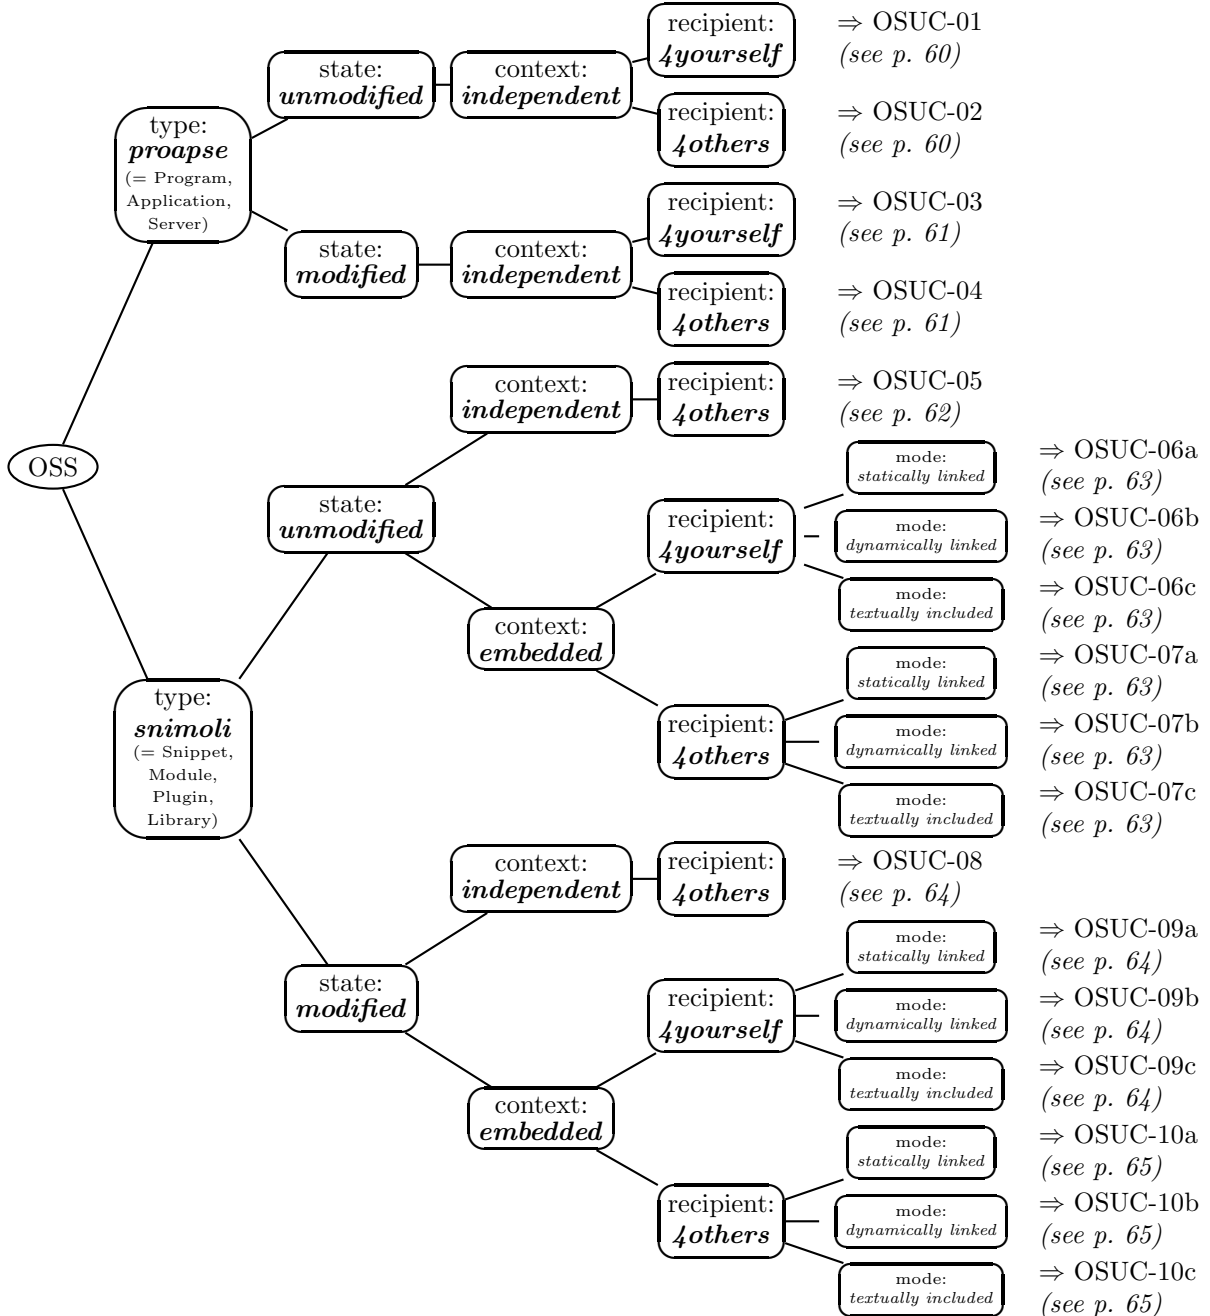 recipient:
4yourself
⇒ OSUC-01
(see p. 60)
state:
unmodified
context:
independent
recipient:
4others
⇒ OSUC-02
(see p. 60)
type:
proapse
(= Program,
Application,
Server)
recipient:
4yourself
⇒ OSUC-03
(see p. 61)
state:
modified
context:
independent
recipient:
4others
⇒ OSUC-04
(see p. 61)
context:
independent
recipient:
4others
⇒ OSUC-05
(see p. 62)
OSS
mode:
statically linked
⇒ OSUC-06a
(see p. 63)
state:
unmodified
recipient:
4yourself
mode:
dynamically linked
⇒ OSUC-06b
(see p. 63)
mode:
textually included
⇒ OSUC-06c
(see p. 63)
context:
embedded
mode:
statically linked
⇒ OSUC-07a
(see p. 63)
type:
snimoli
(= Snippet,
Module,
Plugin,
Library)
recipient:
4others
mode:
dynamically linked
⇒ OSUC-07b
(see p. 63)
mode:
textually included
⇒ OSUC-07c
(see p. 63)
context:
independent
recipient:
4others
⇒ OSUC-08
(see p. 64)
mode:
statically linked
⇒ OSUC-09a
(see p. 64)
state:
modified
recipient:
4yourself
mode:
dynamically linked
⇒ OSUC-09b
(see p. 64)
mode:
textually included
⇒ OSUC-09c
(see p. 64)
context:
embedded
mode:
statically linked
⇒ OSUC-10a
(see p. 65)
recipient:
4others
mode:
dynamically linked
⇒ OSUC-10b
(see p. 65)
mode:
textually included
⇒ OSUC-10c
(see p. 65)